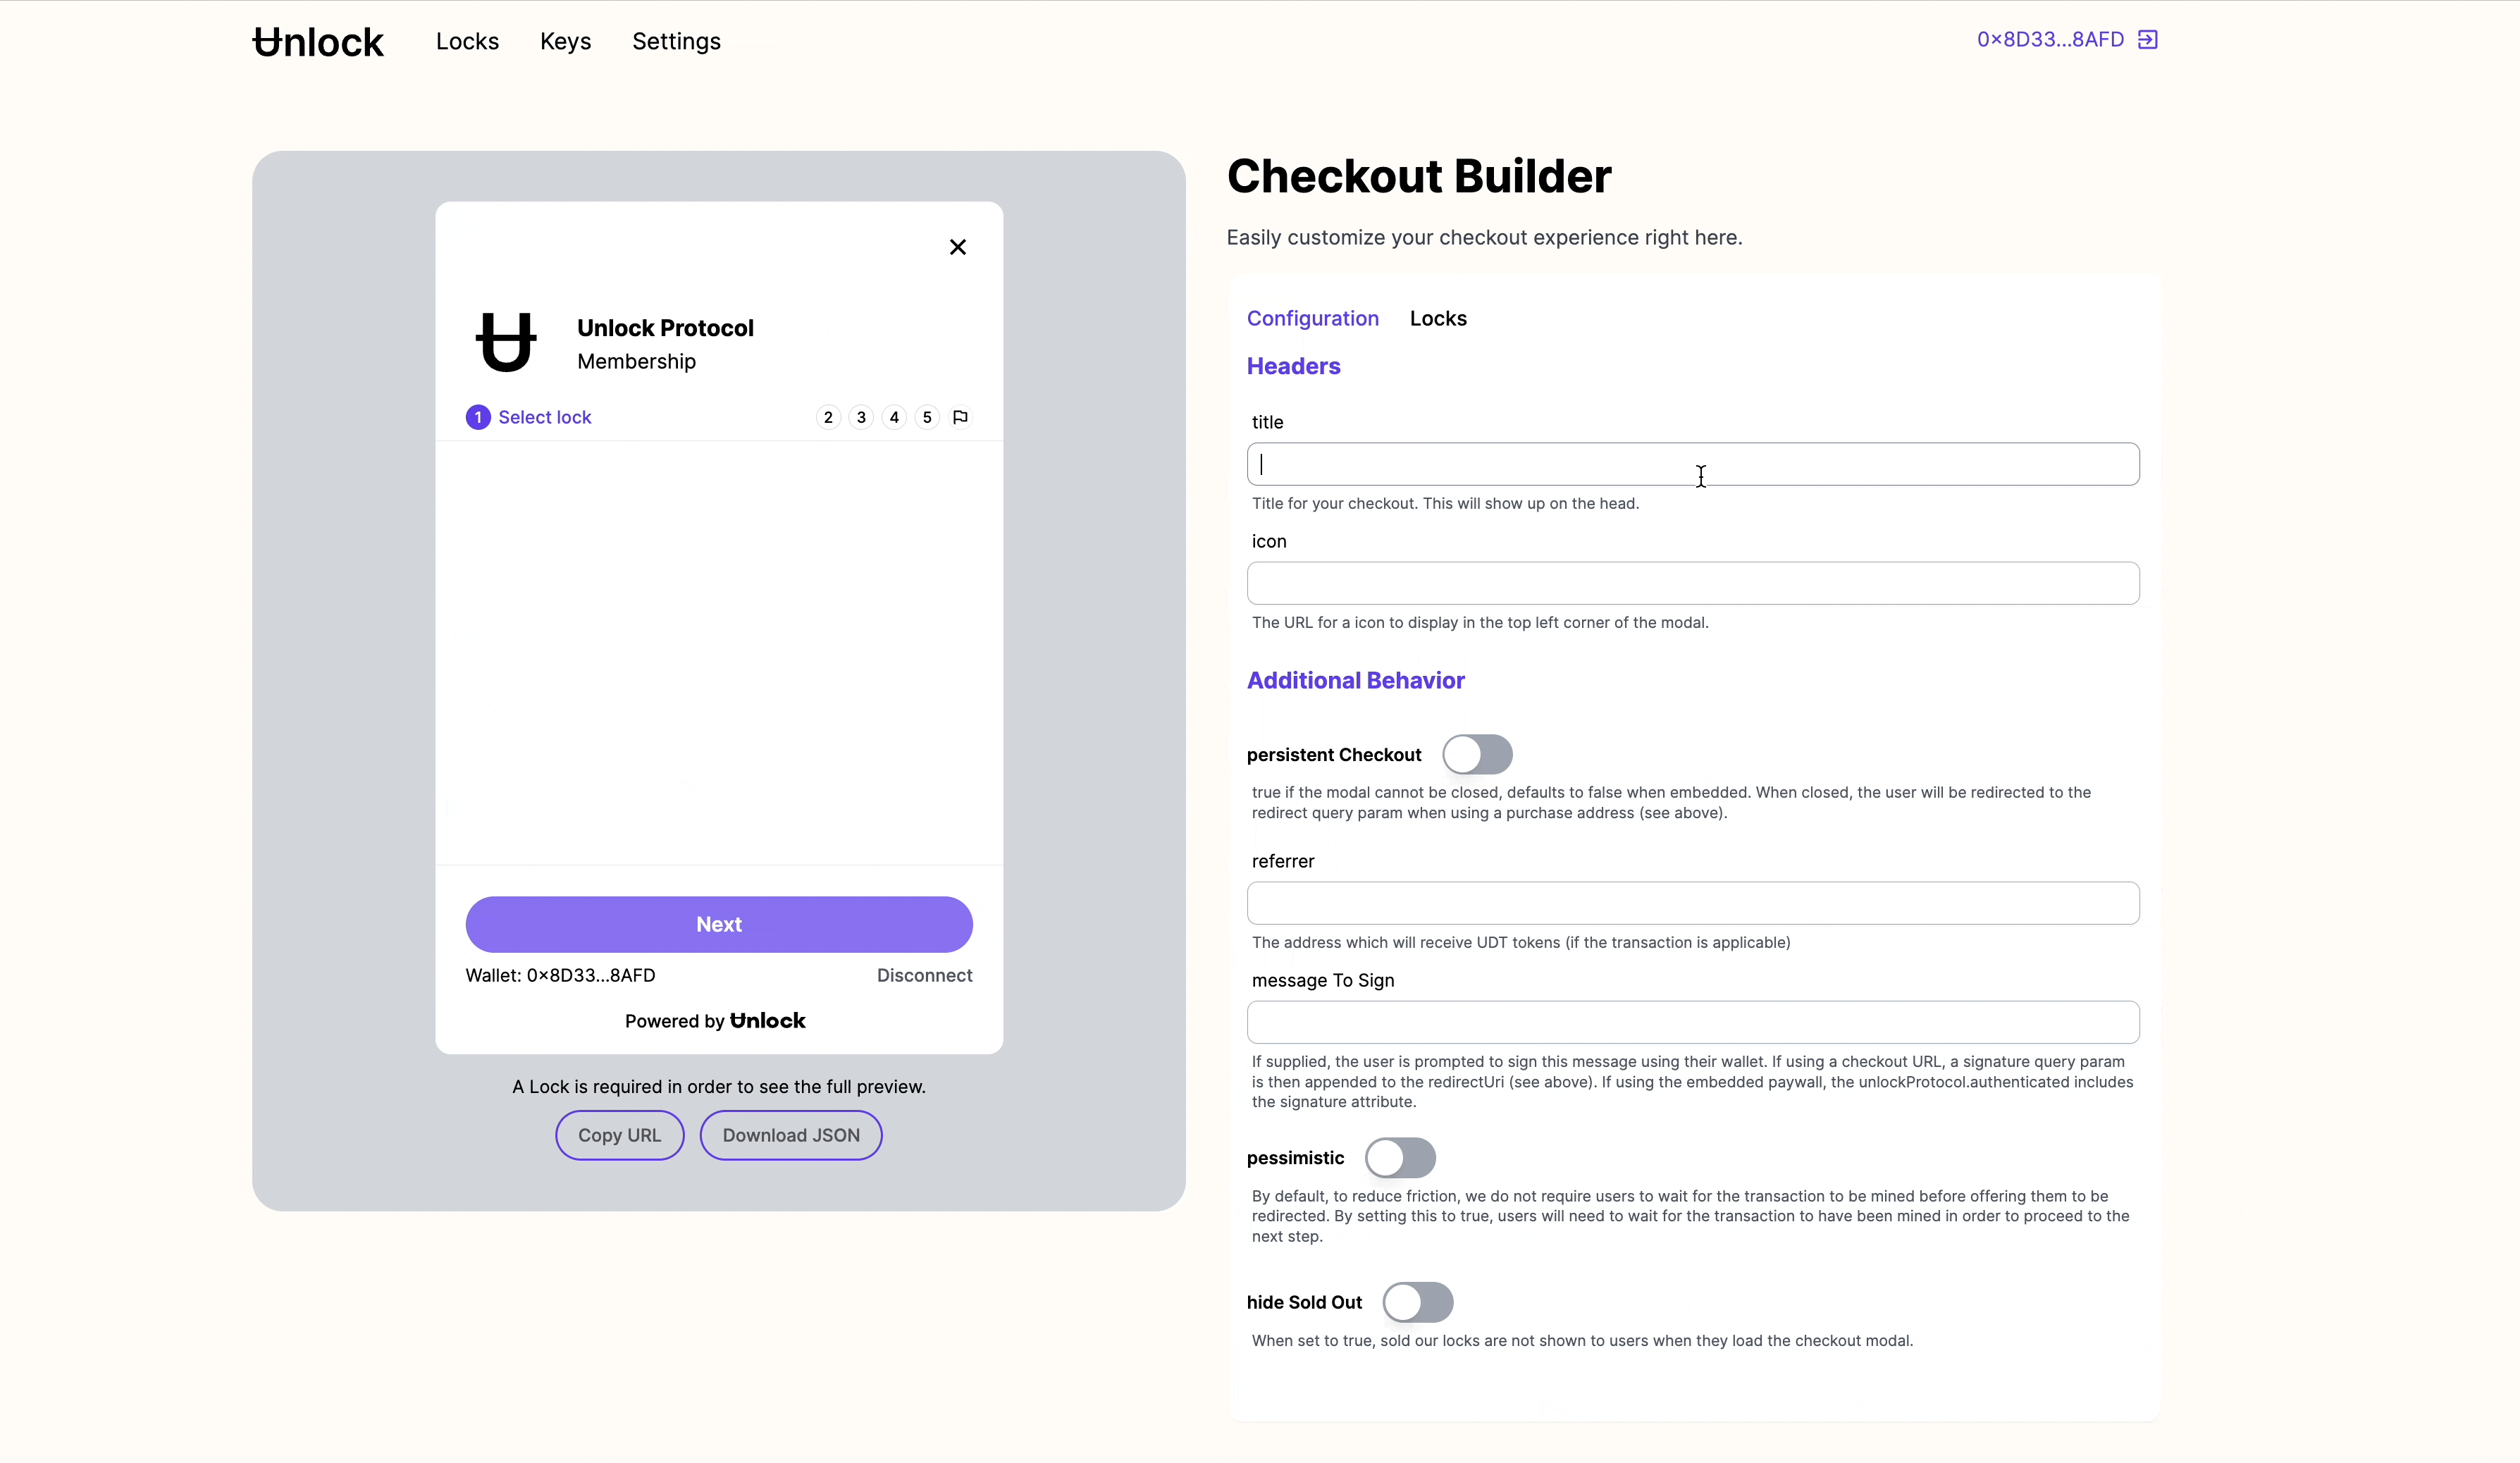 Unlock
Locks
Keys
Settings
0x8D33...8AFD
Unlock Protocol
Membership
1 Select lock
2 3 4 5
Next
Wallet: 0x8D33...8AFD
Disconnect
Powered by Unlock
A Lock is required in order to see the full preview.
Copy URL
Download JSON
Checkout Builder
Easily customize your checkout experience right here.
Configuration
Locks
Headers
title
Title for your checkout. This will show up on the head.
icon
The URL for a icon to display in the top left corner of the modal.
Additional Behavior
persistent Checkout
true if the modal cannot be closed, defaults to false when embedded. When closed, the user will be redirected to the
redirect query param when using a purchase address (see above).
referrer
The address which will receive UDT tokens (if the transaction is applicable)
message To Sign
If supplied, the user is prompted to sign this message using their wallet. If using a checkout URL, a signature query param
is then appended to the redirectUri (see above). If using the embedded paywall, the unlockProtocol.authenticated includes
the signature attribute.
pessimistic
By default, to reduce friction, we do not require users to wait for the transaction to be mined before offering them to be
redirected. By setting this to true, users will need to wait for the transaction to have been mined in order to proceed to the
next step.
hide Sold Out
When set to true, sold our locks are not shown to users when they load the checkout modal.